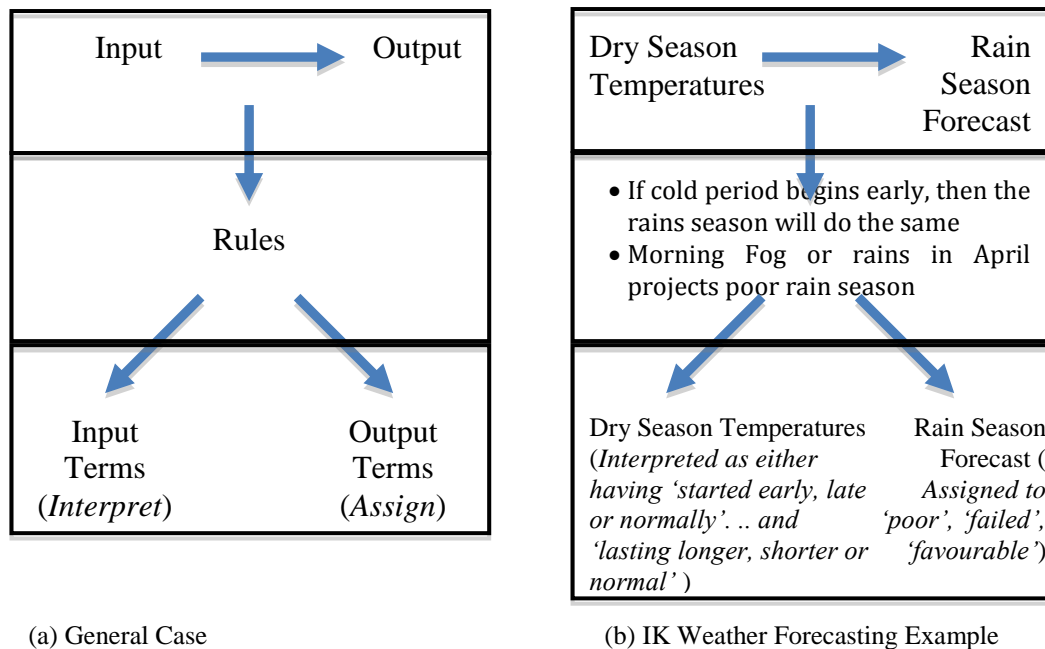 Input
Output
Rules
Input
Terms
(Interpret)
Output
Terms
(Assign)
(a) General Case
Dry Season
Temperatures
Rain
Season
Forecast
• If cold period begins early, then the
rains season will do the same
• Morning Fog or rains in April
projects poor rain season
Dry Season Temperatures
(Interpreted as either
having ‘started early, late
or normally’. .. and
‘lasting longer, shorter or
normal’ )
Rain Season
Forecast (
Assigned to
‘poor’, ‘failed’,
‘favourable’)
(b) IK Weather Forecasting Example